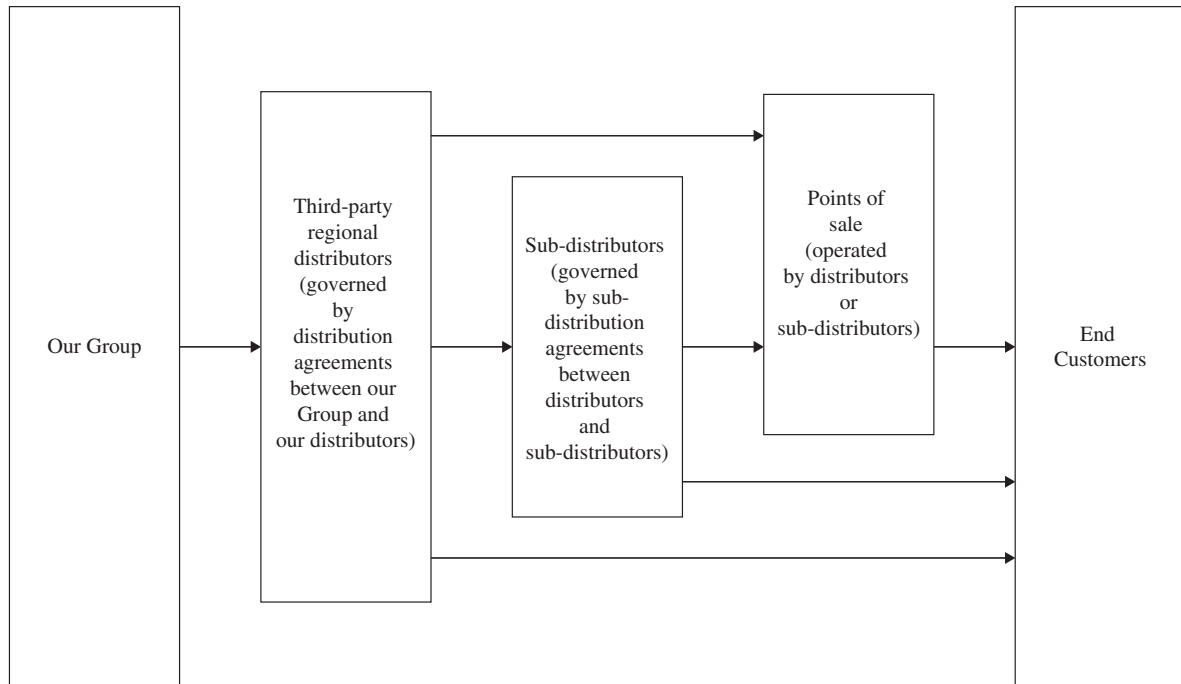 Our Group
Third-party
regional
distributors
(governed
by
distribution
agreements
between our
Group and
our distributors)
Sub-distributors
(governed
by sub-
distribution
agreements
between
distributors
and
sub-distributors)
Points of
sale
(operated
by distributors
or
sub-distributors)
End
Customers